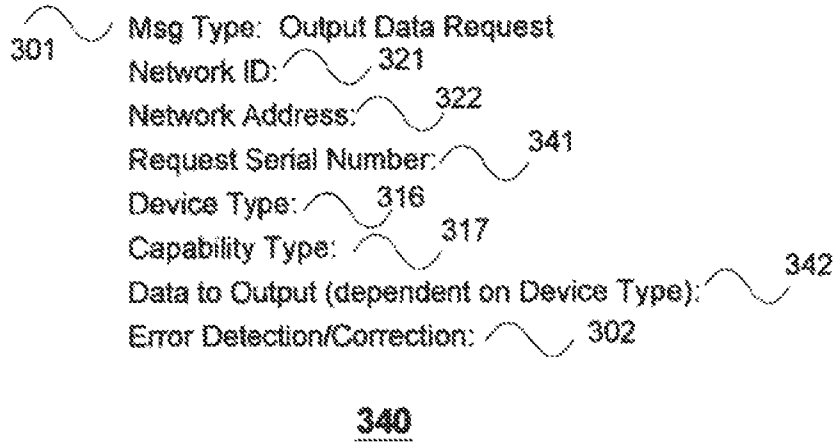 301 Msg Type: Output Data Request
Network ID: 321
Network Address: 322
Request Serial Number: 341
Device Type: 316
Capability Type: 317
Data to Output (dependent on Device Type): 342
Error Detection/Correction: 302
340